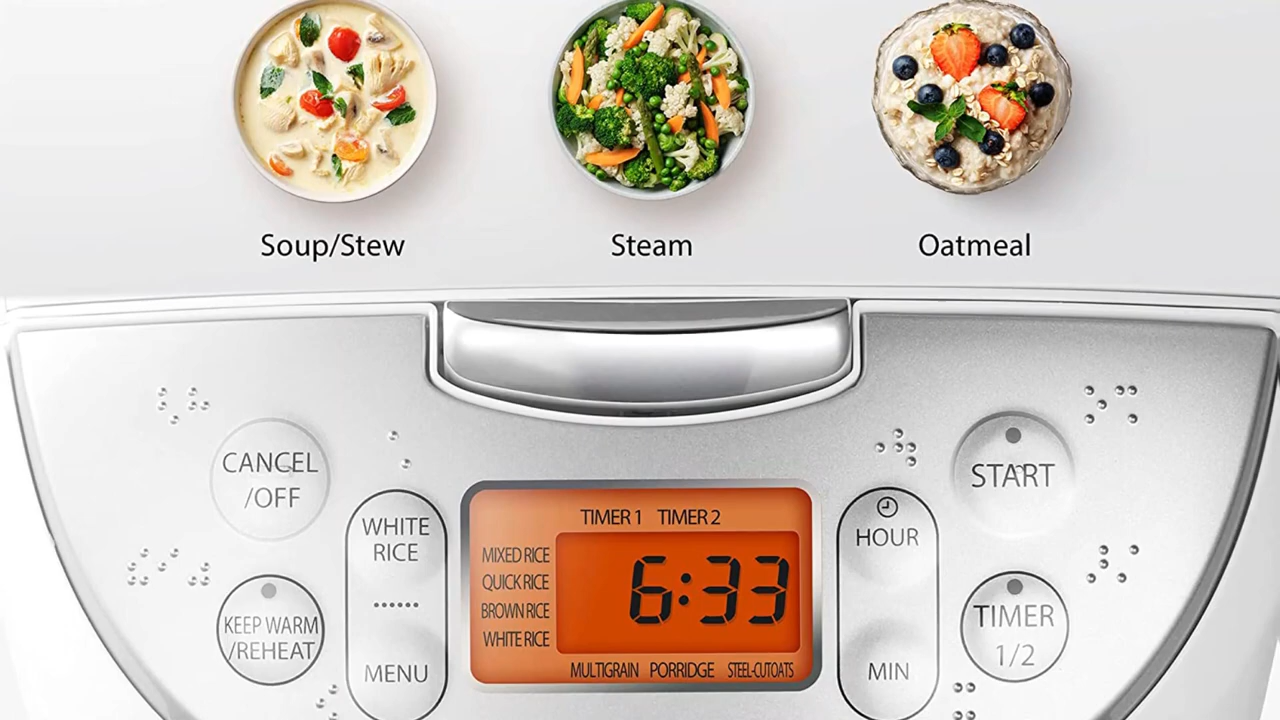 Soup/Stew
Steam
Oatmeal
CANCEL
/OFF
KEEP WARM
/REHEAT
WHITE
RICE
MENU
TIMER 1 TIMER 2
MIXED RICE
QUICK RICE
BROWN RICE
WHITE RICE
6:33
MULTIGRAIN PORRIDGE STEEL-CUTOATS
HOUR
MIN
START
TIMER
1/2